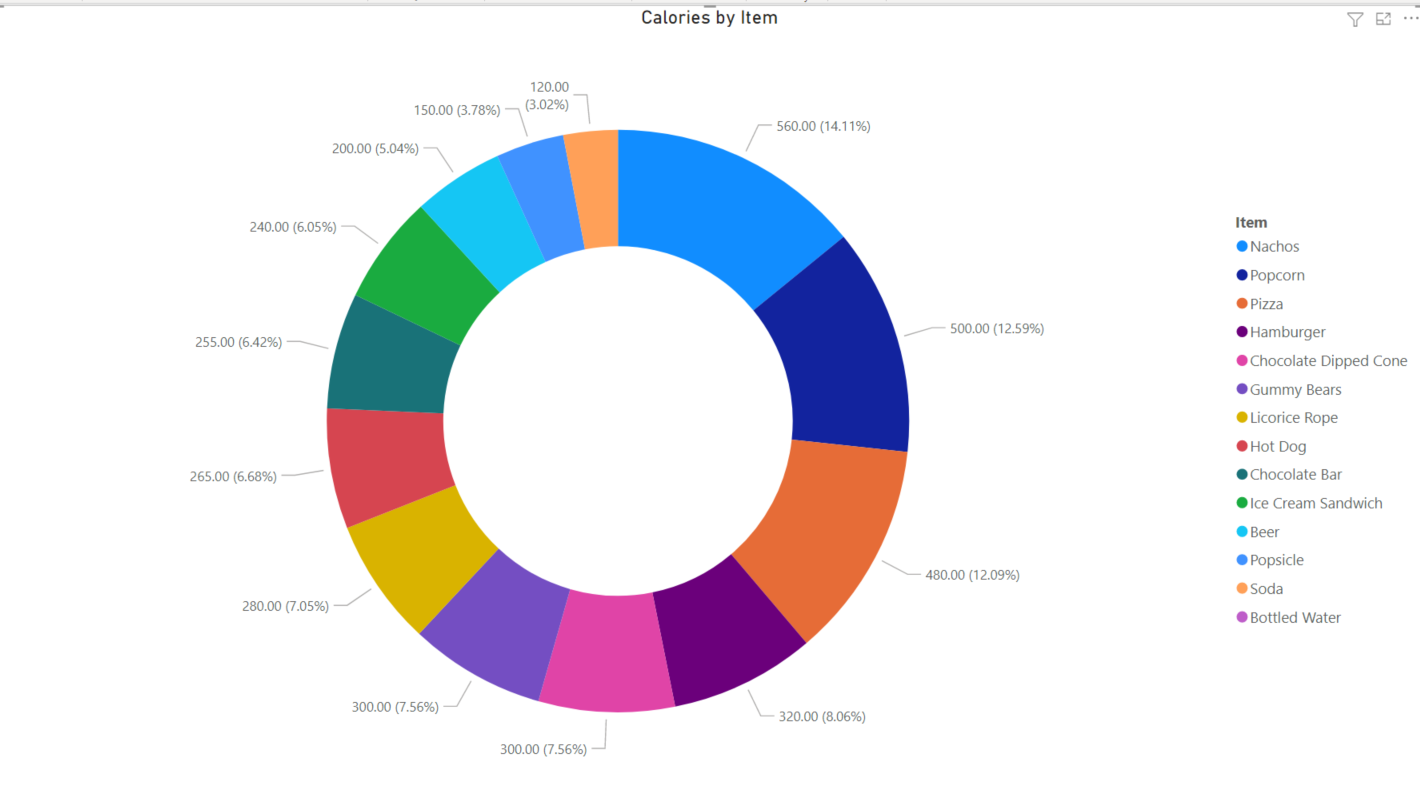 Calories by Item
120.00
(3.02%)
150.00 (3.78%)
560.00 (14.11%)
200.00 (5.04%)
240.00 (6.05%)
500.00 (12.59%)
255.00 (6.42%)
265.00 (6.68%)
480.00 (12.09%)
280.00 (7.05%)
300.00 (7.56%)
320.00 (8.06%)
300.00 (7.56%)
Item
Nachos
Popcorn
Pizza
Hamburger
Chocolate Dipped Cone
Gummy Bears
Licorice Rope
Hot Dog
Chocolate Bar
Ice Cream Sandwich
Beer
Popsicle
Soda
Bottled Water